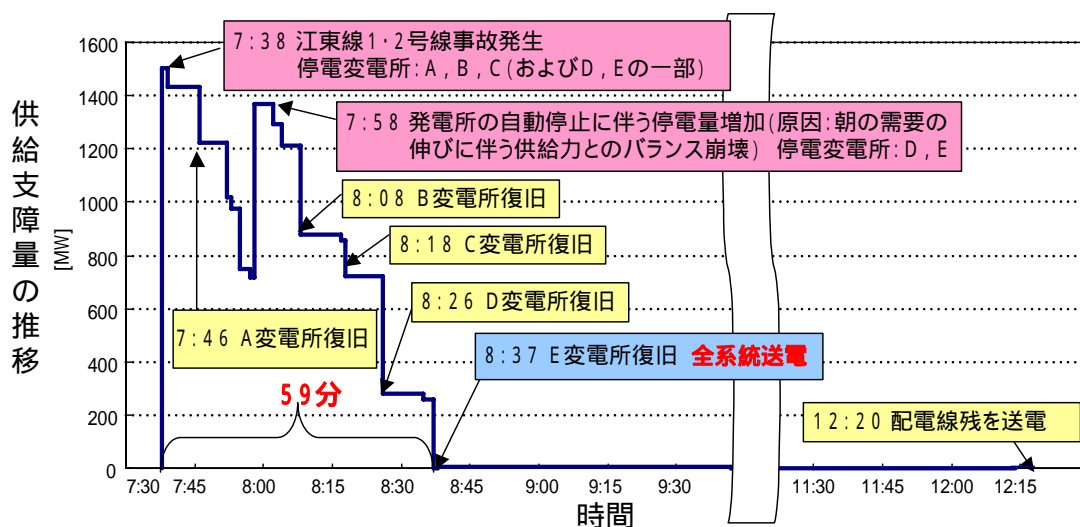 7:38 江東線1・2号線事故発生
停電変電所:A,B,C(およびD,Eの一部)
7:58 発電所の自動停止に伴う停電量増加(原因:朝の需要の
伸びに伴う供給力とのバランス崩壊) 停電変電所:D,E
8:08 B変電所復旧
8:18 C変電所復旧
8:26 D変電所復旧
7:46 A変電所復旧
8:37 E変電所復旧 全系統送電
59分
12:20 配電線残を送電
供給支障量の推移
[MW]
1600
1400
1200
1000
800
600
400
200
0
7:30 7:45 8:00 8:15 8:30 8:45 9:00 9:15 9:30 11:30 11:45 12:00 12:15
時間